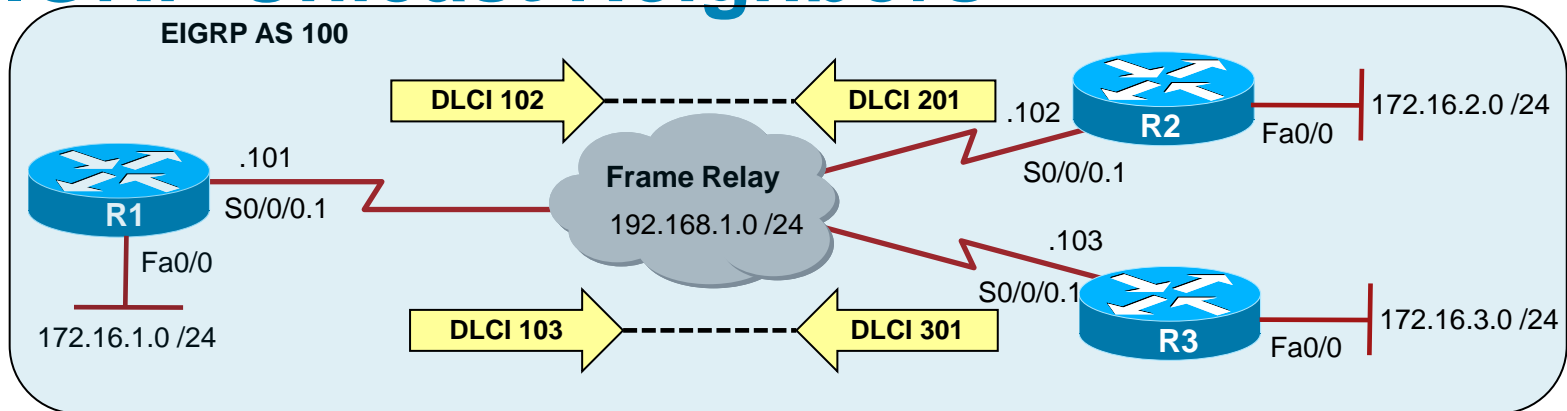 EIGRP AS 100
DLCI 102
DLCI 201
.102
R2
172.16.2.0 /24
Fa0/0
S0/0/0.1
.101
R1
S0/0/0.1
Frame Relay
192.168.1.0 /24
Fa0/0
172.16.1.0 /24
.103
S0/0/0.1
DLCI 103
DLCI 301
R3
172.16.3.0 /24
Fa0/0